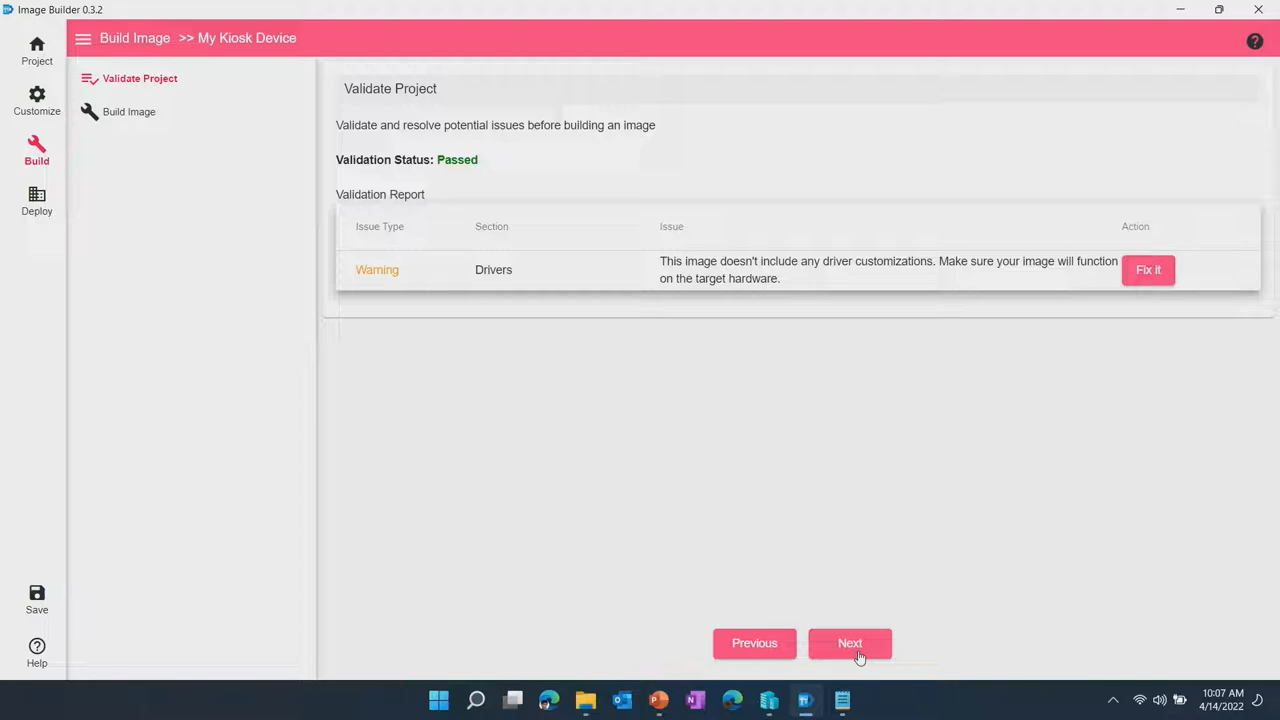 Image Builder 0.3.2
Build Image >> My Kiosk Device
Project
Customize
Build
Deploy
Save
Help
Validate Project
Build Image
Validate Project
Validate and resolve potential issues before building an image
Validation Status: Passed
Validation Report
Issue Type Section Issue Action
Warning Drivers This image doesn't include any driver customizations. Make sure your image will function
on the target hardware.
Fix it
Previous Next
10:07 AM
4/14/2022